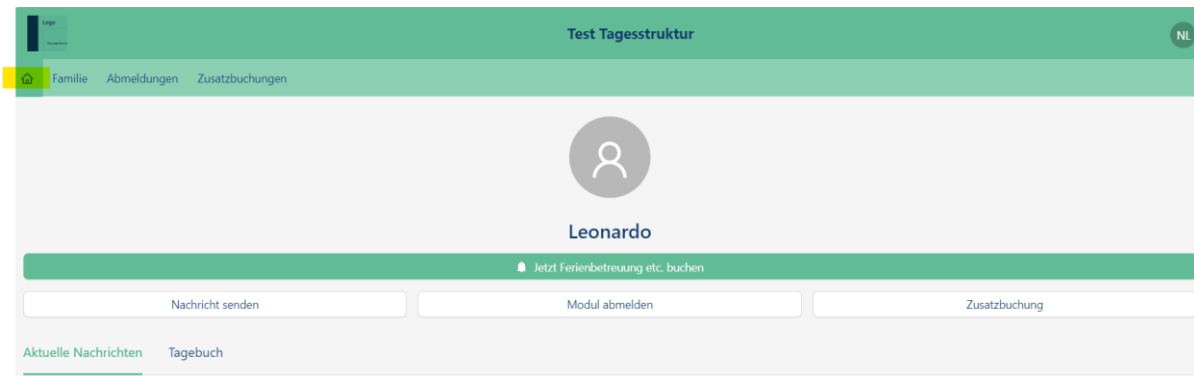 Logo
Test Tagesstruktur
NL
Familie Abmeldungen Zusatzbuchungen
Leonardo
Jetzt Ferienbetreuung etc. buchen
Nachricht senden Modul abmelden Zusatzbuchung
Aktuelle Nachrichten Tagebuch